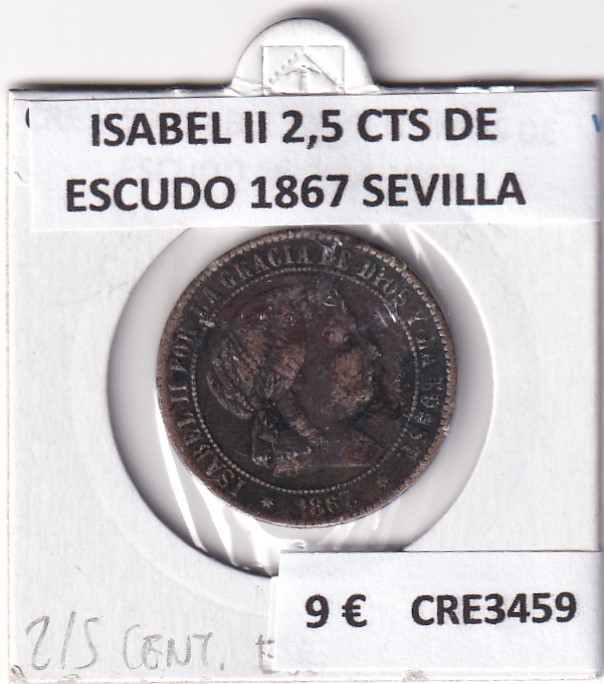 ISABEL II 2,5 CTS DE
ESCUDO 1867 SEVILLA
ISABEL II POR LA GRACIA DE DIOS Y LA CONST
* 1867 *
9 € CRE3459
2/5 CENT.